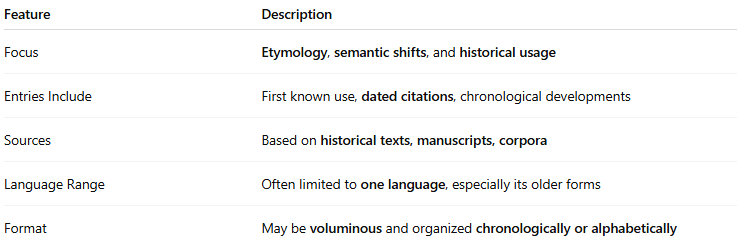 Feature Description
Focus Etymology, semantic shifts, and historical usage
Entries Include First known use, dated citations, chronological developments
Sources Based on historical texts, manuscripts, corpora
Language Range Often limited to one language, especially its older forms
Format May be voluminous and organized chronologically or alphabetically